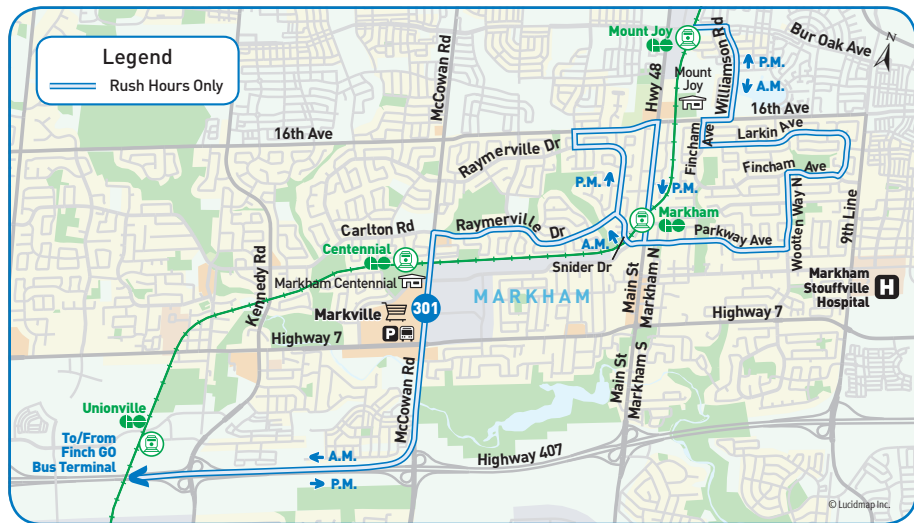 Legend
Rush Hours Only
McCowan Rd
Mount Joy
Hwy 48
Williamson Rd
P.M.
A.M.
Bur Oak Ave
N
Mount
Joy
16th Ave
16th Ave
Fincham
Ave
Larkin Ave
Fincham Ave
Raymerville Dr
P.M.
P.M.
Markham
Wootten Way N
9th Line
Carlton Rd
Raymerville Dr
A.M.
Parkway Ave
Centennial
Snider Dr
Kennedy Rd
Markham Centennial
Main St
Markham N
Markham
Stouffville
Hospital
H
MARKHAM
Markville
301
P
Highway 7
Highway 7
McCowan Rd
Main St
Markham S
Unionville
To/From
Finch GO
Bus Terminal
A.M.
P.M.
Highway 407
© Lucidmap Inc.